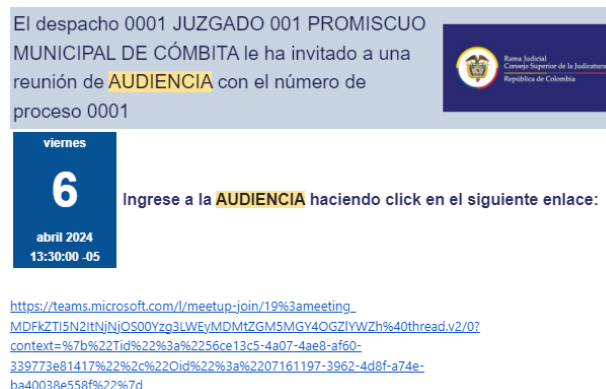 El despacho 0001 JUZGADO 001 PROMISCUO
MUNICIPAL DE CÓMBITA le ha invitado a una
reunión de AUDIENCIA con el número de
proceso 0001
Rama Judicial
Consejo Superior de la Judicatura
República de Colombia
viernes
6
abril 2024
13:30:00 -05
Ingrese a la AUDIENCIA haciendo click en el siguiente enlace:
https://teams.microsoft.com/l/meetup-join/19%3ameeting_
MDFkZTI5N2ItNjNjOS00Yzg3LWEyMDMtZGM5MGY4OGZlYWZh%40thread.v2/0?
context=%7b%22Tid%22%3a%2256ce13c5-4a07-4ae8-af60-
339773e81417%22%2c%22Oid%22%3a%2207161197-3962-4d8f-a74e-
ba40038e558f%22%7d